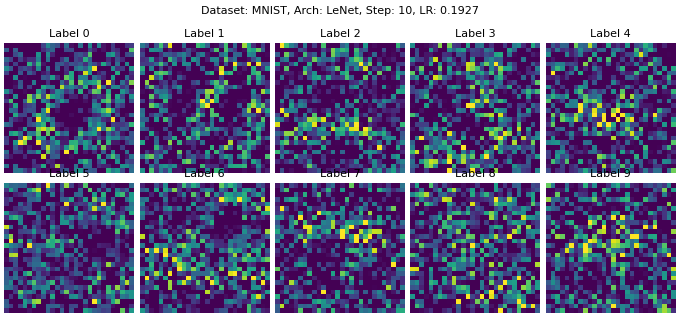 Dataset: MNIST, Arch: LeNet, Step: 10, LR: 0.1927
Label 0 Label 1 Label 2 Label 3 Label 4
Label 5 Label 6 Label 7 Label 8 Label 9